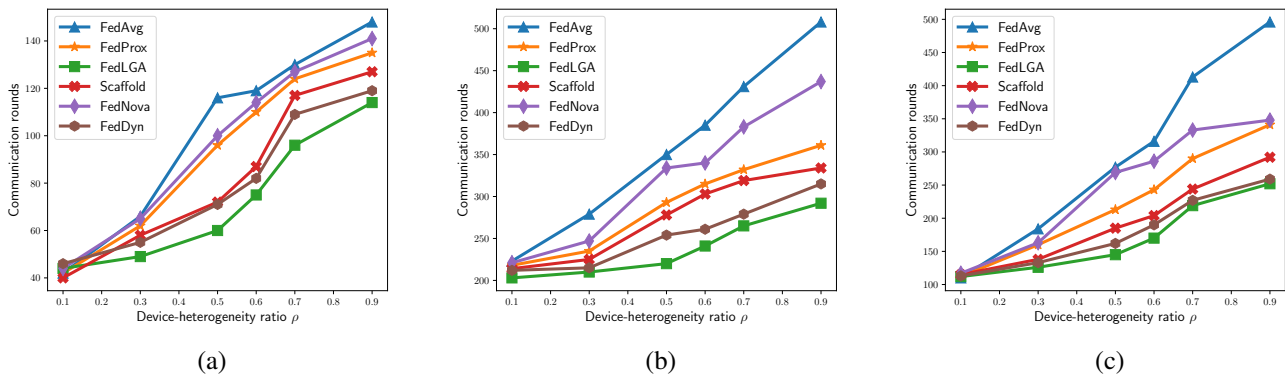 FedAvg
FedProx
FedLGA
Scaffold
FedNova
FedDyn
140
120
100
80
60
40
Communication rounds
0.1 0.2 0.3 0.4 0.5 0.6 0.7 0.8 0.9
Device-heterogeneity ratio ρ
(a)
FedAvg
FedProx
FedLGA
Scaffold
FedNova
FedDyn
500
450
400
350
300
250
200
Communication rounds
0.1 0.2 0.3 0.4 0.5 0.6 0.7 0.8 0.9
Device-heterogeneity ratio ρ
(b)
FedAvg
FedProx
FedLGA
Scaffold
FedNova
FedDyn
500
450
400
350
300
250
200
150
100
Communication rounds
0.1 0.2 0.3 0.4 0.5 0.6 0.7 0.8 0.9
Device-heterogeneity ratio ρ
(c)